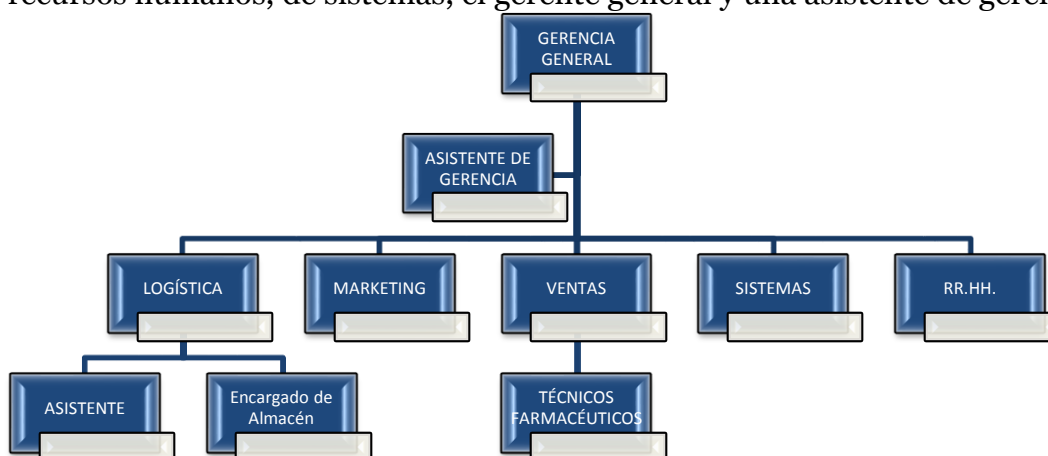 recursos humanos, de sistemas, el gerente general y una asistente de
GERENCIA
GENERAL
ASISTENTE DE
GERENCIA
LOGÍSTICA
MARKETING
VENTAS
SISTEMAS
RR.HH.
ASISTENTE
Encargado de
Almacén
TÉCNICOS
FARMACÉUTICOS